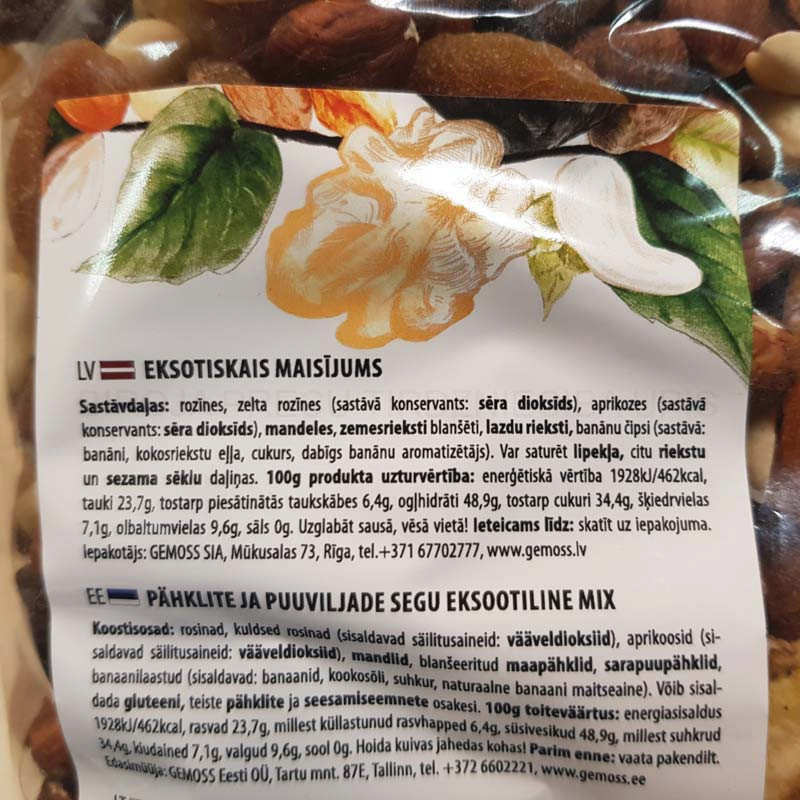 LV EKSOTISKAIS MAISĪJUMS
Sastāvdaļas: rozīnes, zelta rozīnes (sastāvā konservants: sēra dioksīds), aprikozes (sastāvā
konservants: sēra dioksīds), mandeles, zemesrieksti blanšēti, lazdu rieksti, banānu čipsi (sastāvā:
banāni, kokosriekstu eļļa, cukurs, dabīgs banānu aromatizētājs). Var saturēt lipekļa, citu riekstu
un sezama sēklu daļiņas. 100g produkta uzturvērtība: enerģētiskā vērtība 1928kJ/462kcal,
tauki 23,7g, tostarp piesātinātās taukskābes 6,4g, ogļhidrāti 48,9g, tostarp cukuri 34,4g, šķiedrvielas
7,1g, olbaltumvielas 9,6g, sāls 0g. Uzglabāt sausā, vēsā vietā! Ieteicams līdz: skatīt uz iepakojuma.
Iepakotājs: GEMOSS SIA, Mūkusalas 73, Rīga, tel.+371 67702777, www.gemoss.lv
EE PÄHKLITE JA PUUVILJADE SEGU EKSOOTILINE MIX
Koostisosad: rosinad, kuldsed rosinad (sisaldavad säilitusaineid: vääveldioksiid), aprikoosid (si-
saldavad säilitusaineid: vääveldioksiid), mandlid, blanšeeritud maapähklid, sarapuupähklid,
banaanilaastud (sisaldavad: banaanid, kookosõli, suhkur, naturaalne banaani maitseaine). Võib sisal-
dada gluteeni, teiste pähklite ja seesamiseemnete osakesi. 100g toiteväärtus: energiasisaldus
1928kJ/462kcal, rasvad 23,7g, millest küllastunud rasvhapped 6,4g, süsivesikud 48,9g, millest suhkrud
34,4g, kiudained 7,1g, valgud 9,6g, sool 0g. Hoida kuivas jahedas kohas! Parim enne: vaata pakendilt.
Edasimüüja: GEMOSS Eesti OÜ, Tartu mnt. 87E, Tallinn, tel. +372 6602221, www.gemoss.ee